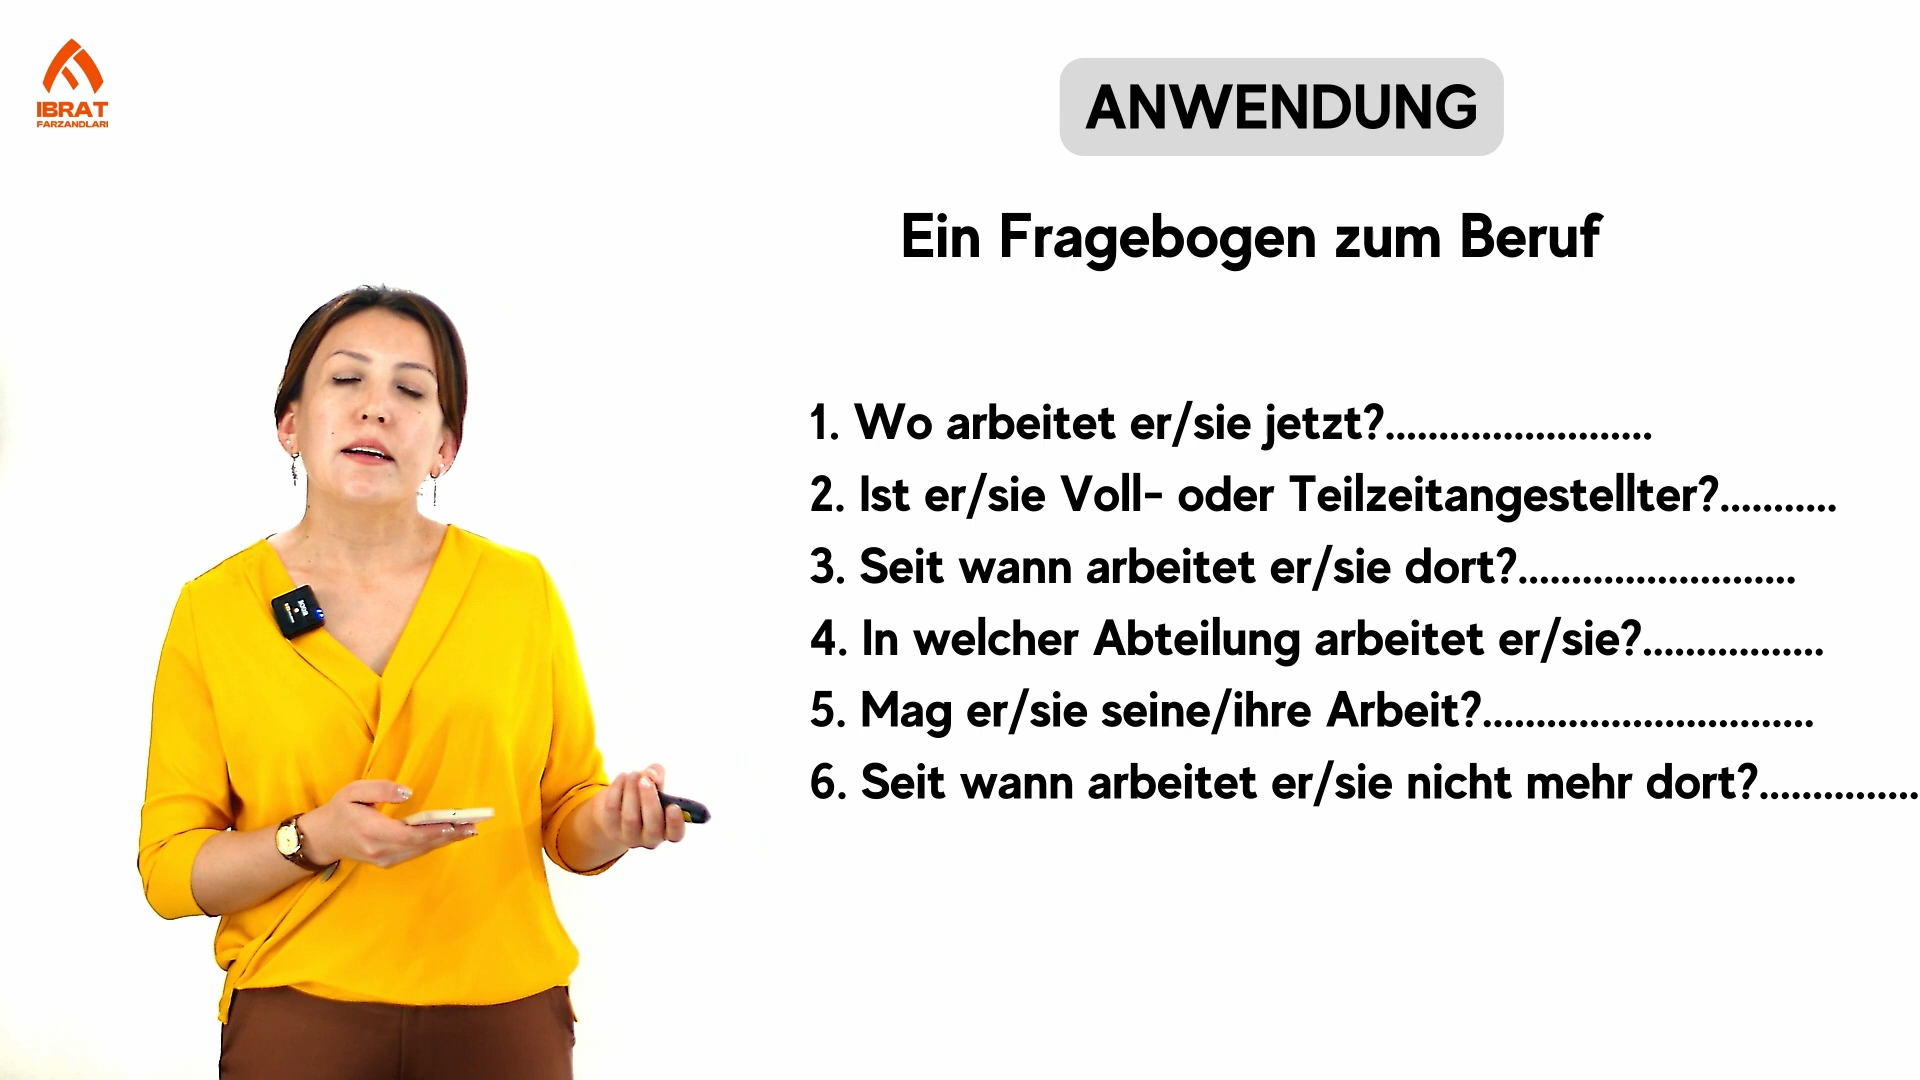 IBRAT
FARZANDLARI
ANWENDUNG
Ein Fragebogen zum Beruf
1. Wo arbeitet er/sie jetzt?.........................
2. Ist er/sie Voll- oder Teilzeitangestellter?...........
3. Seit wann arbeitet er/sie dort?..........................
4. In welcher Abteilung arbeitet er/sie?.................
5. Mag er/sie seine/ihre Arbeit?...............................
6. Seit wann arbeitet er/sie nicht mehr dort?...............